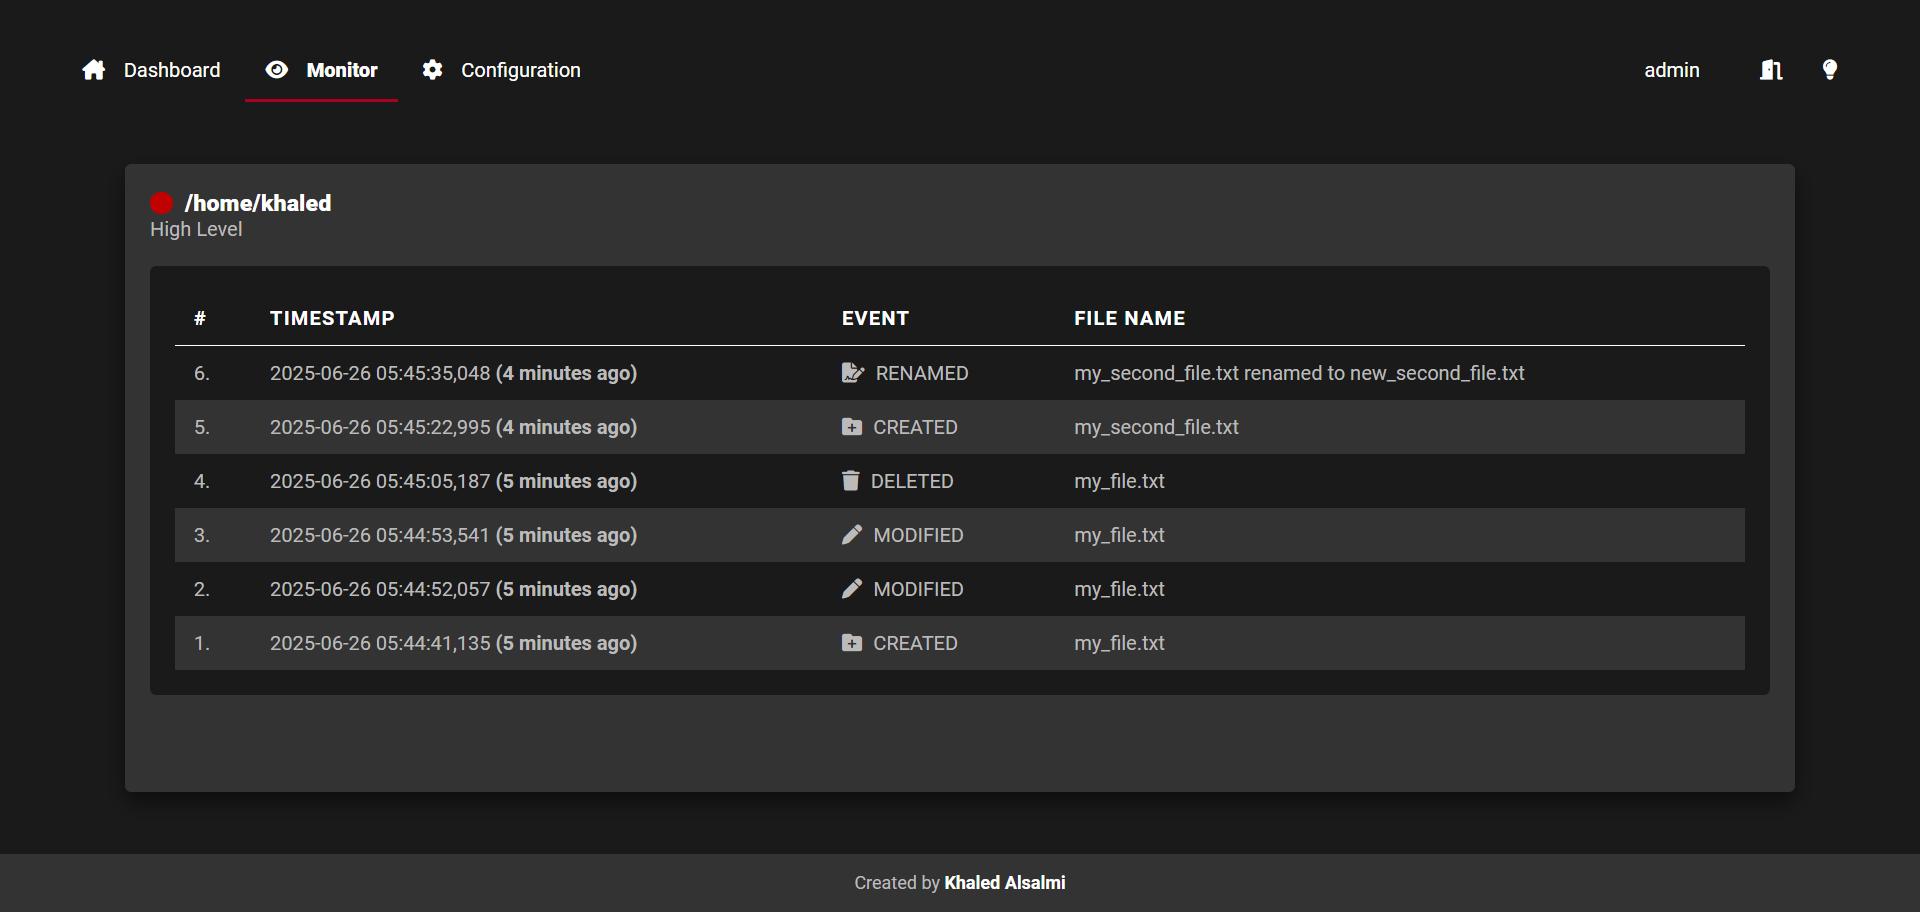 Dashboard Monitor Configuration admin
/home/khaled
High Level
# TIMESTAMP EVENT FILE NAME
6. 2025-06-26 05:45:35,048 (4 minutes ago) RENAMED my_second_file.txt renamed to new_second_file.txt
5. 2025-06-26 05:45:22,995 (4 minutes ago) CREATED my_second_file.txt
4. 2025-06-26 05:45:05,187 (5 minutes ago) DELETED my_file.txt
3. 2025-06-26 05:44:53,541 (5 minutes ago) MODIFIED my_file.txt
2. 2025-06-26 05:44:52,057 (5 minutes ago) MODIFIED my_file.txt
1. 2025-06-26 05:44:41,135 (5 minutes ago) CREATED my_file.txt
Created by Khaled Alsalmi